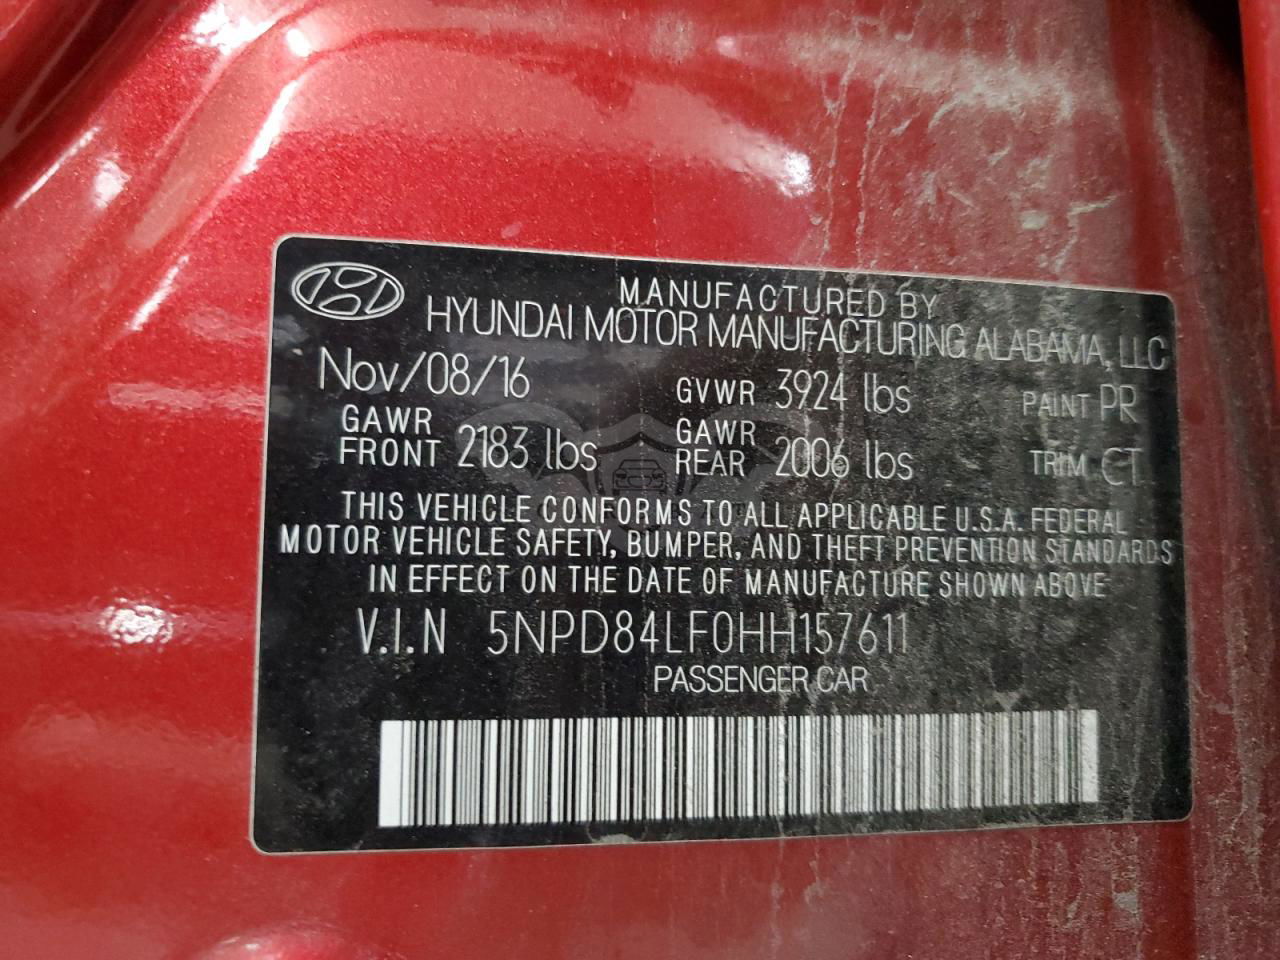 MANUFACTURED BY
HYUNDAI MOTOR MANUFACTURING ALABAMA, LLC
Nov/08/16 GVWR 3924 lbs PAINT PR
GAWR FRONT 2183 lbs GAWR REAR 2006 lbs TRIM CT
THIS VEHICLE CONFORMS TO ALL APPLICABLE U.S.A. FEDERAL
MOTOR VEHICLE SAFETY, BUMPER, AND THEFT PREVENTION STANDARDS
IN EFFECT ON THE DATE OF MANUFACTURE SHOWN ABOVE
V.I.N 5NPD84LF0HH157611
PASSENGER CAR